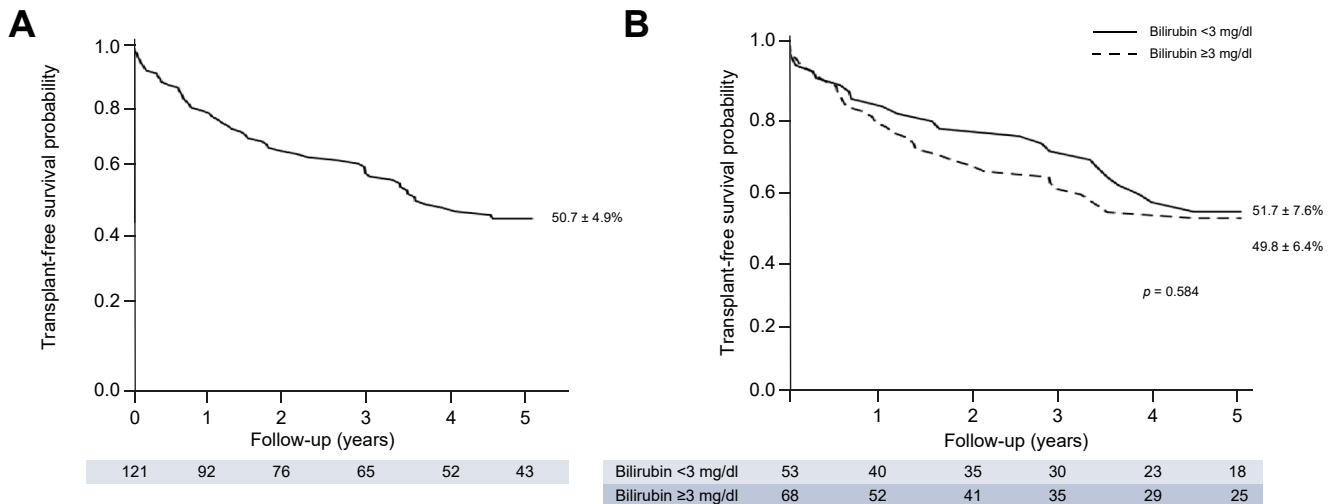 A
Transplant-free survival probability
1.0
0.8
0.6
0.4
0.2
0.0
50.7 ± 4.9%
0 1 2 3 4 5
Follow-up (years)
121 92 76 65 52 43
B
Bilirubin <3 mg/dl
Bilirubin ≥3 mg/dl
Transplant-free survival probability
1.0
0.8
0.6
0.4
0.2
0.0
51.7 ± 7.6%
49.8 ± 6.4%
p = 0.584
1 2 3 4 5
Follow-up (years)
Bilirubin <3 mg/dl 53 40 35 30 23 18
Bilirubin ≥3 mg/dl 68 52 41 35 29 25